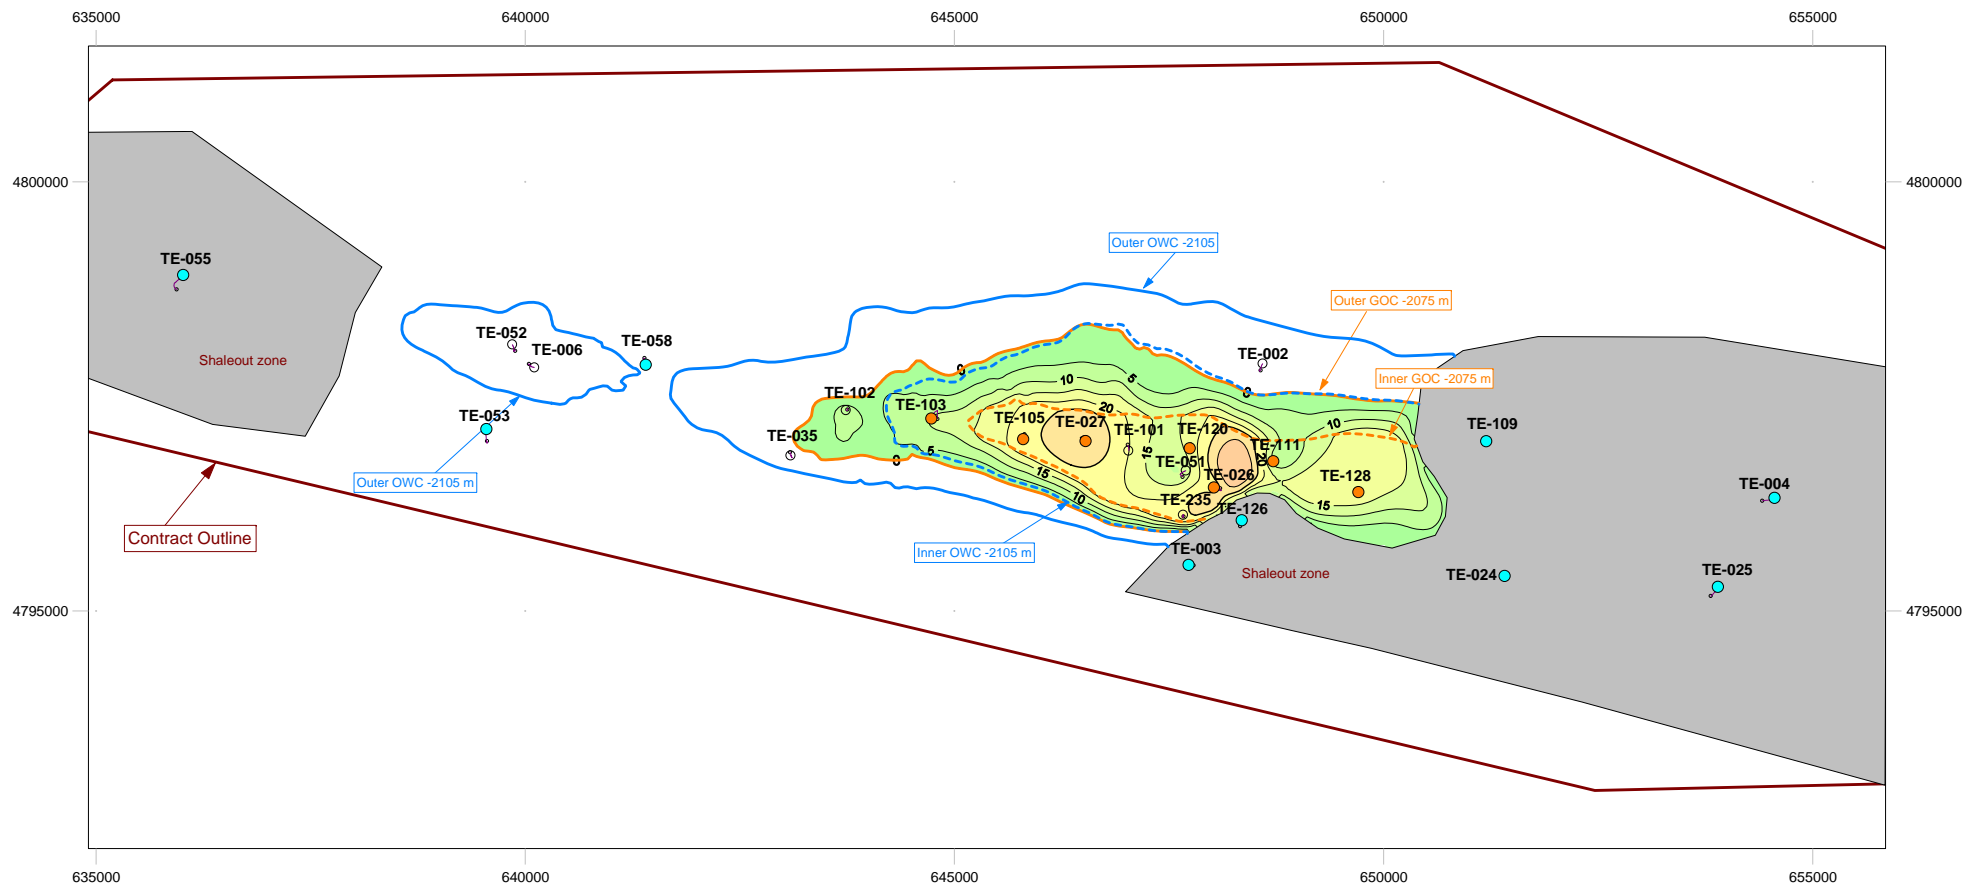 635000
640000
645000
650000
655000
4800000
4800000
Outer OWC -2105
TE-055
Outer GOC -2075 m
TE-052
TE-058
TE-006
TE-002
Shaleout zone
0
Inner GOC -2075 m
10
5
0
TE-102
TE-103
20
TE-053
TE-105
TE-027
TE-101
TE-120
10
TE-109
TE-035
TE-111
5
0
15
15
TE-051
20
TE-026
TE-128
TE-004
Outer OWC -2105 m
10
TE-235
15
TE-126
Contract Outline
Inner OWC -2105 m
TE-003
Shaleout zone
TE-024
TE-025
4795000
4795000
635000
640000
645000
650000
655000